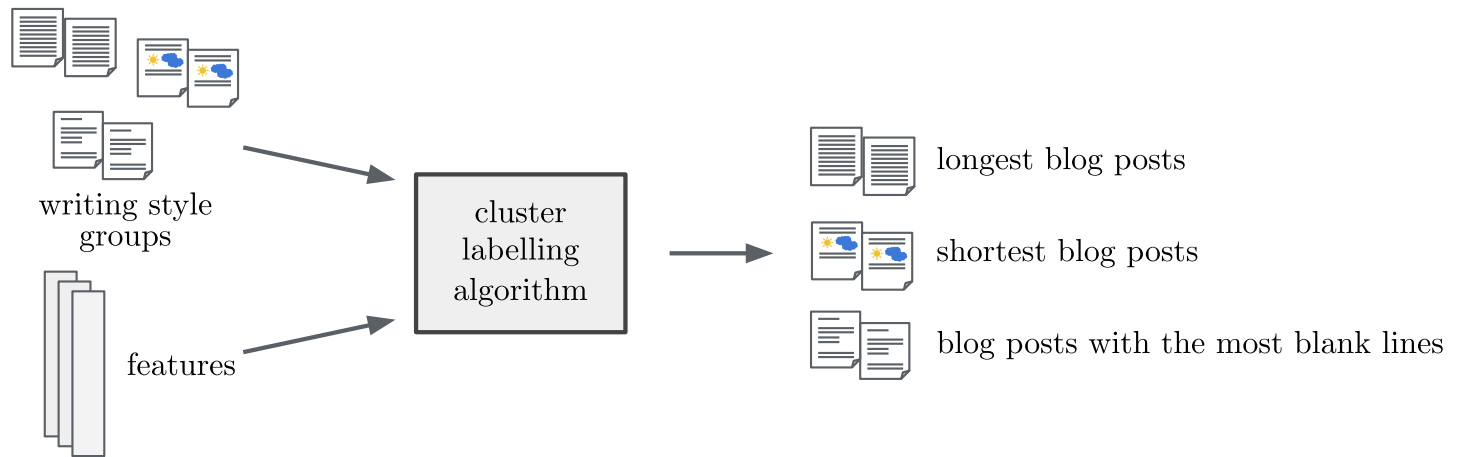 writing style
groups
features
cluster
labelling
algorithm
longest blog posts
shortest blog posts
blog posts with the most blank lines